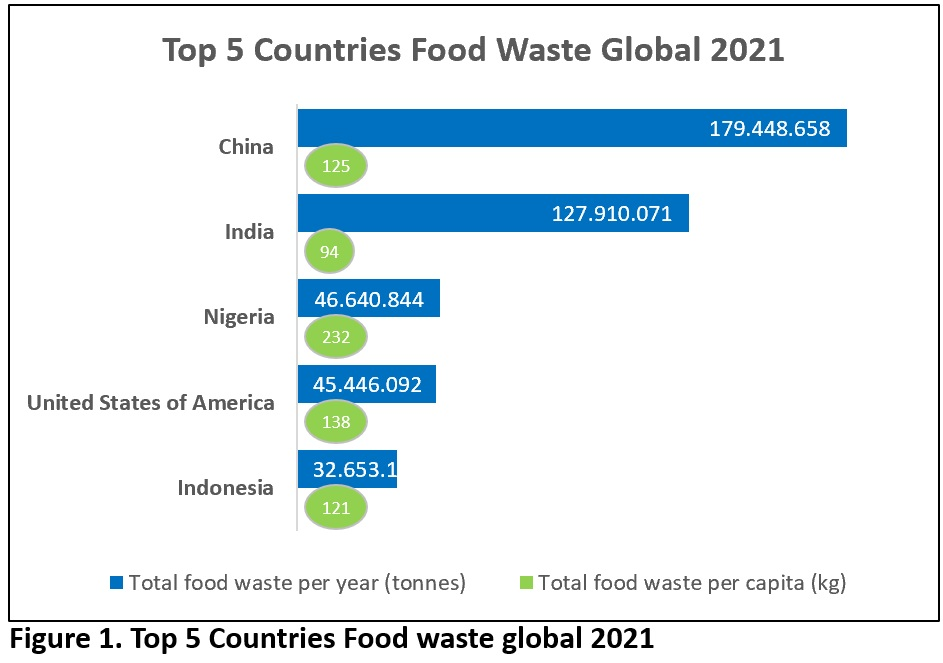 Top 5 Countries Food Waste Global 2021
China
179.448.658
125
India
127.910.071
94
Nigeria
46.640.844
232
United States of America
45.446.092
138
Indonesia
32.653.1
121
Total food waste per year (tonnes)
Total food waste per capita (kg)
Figure 1. Top 5 Countries Food waste global 2021